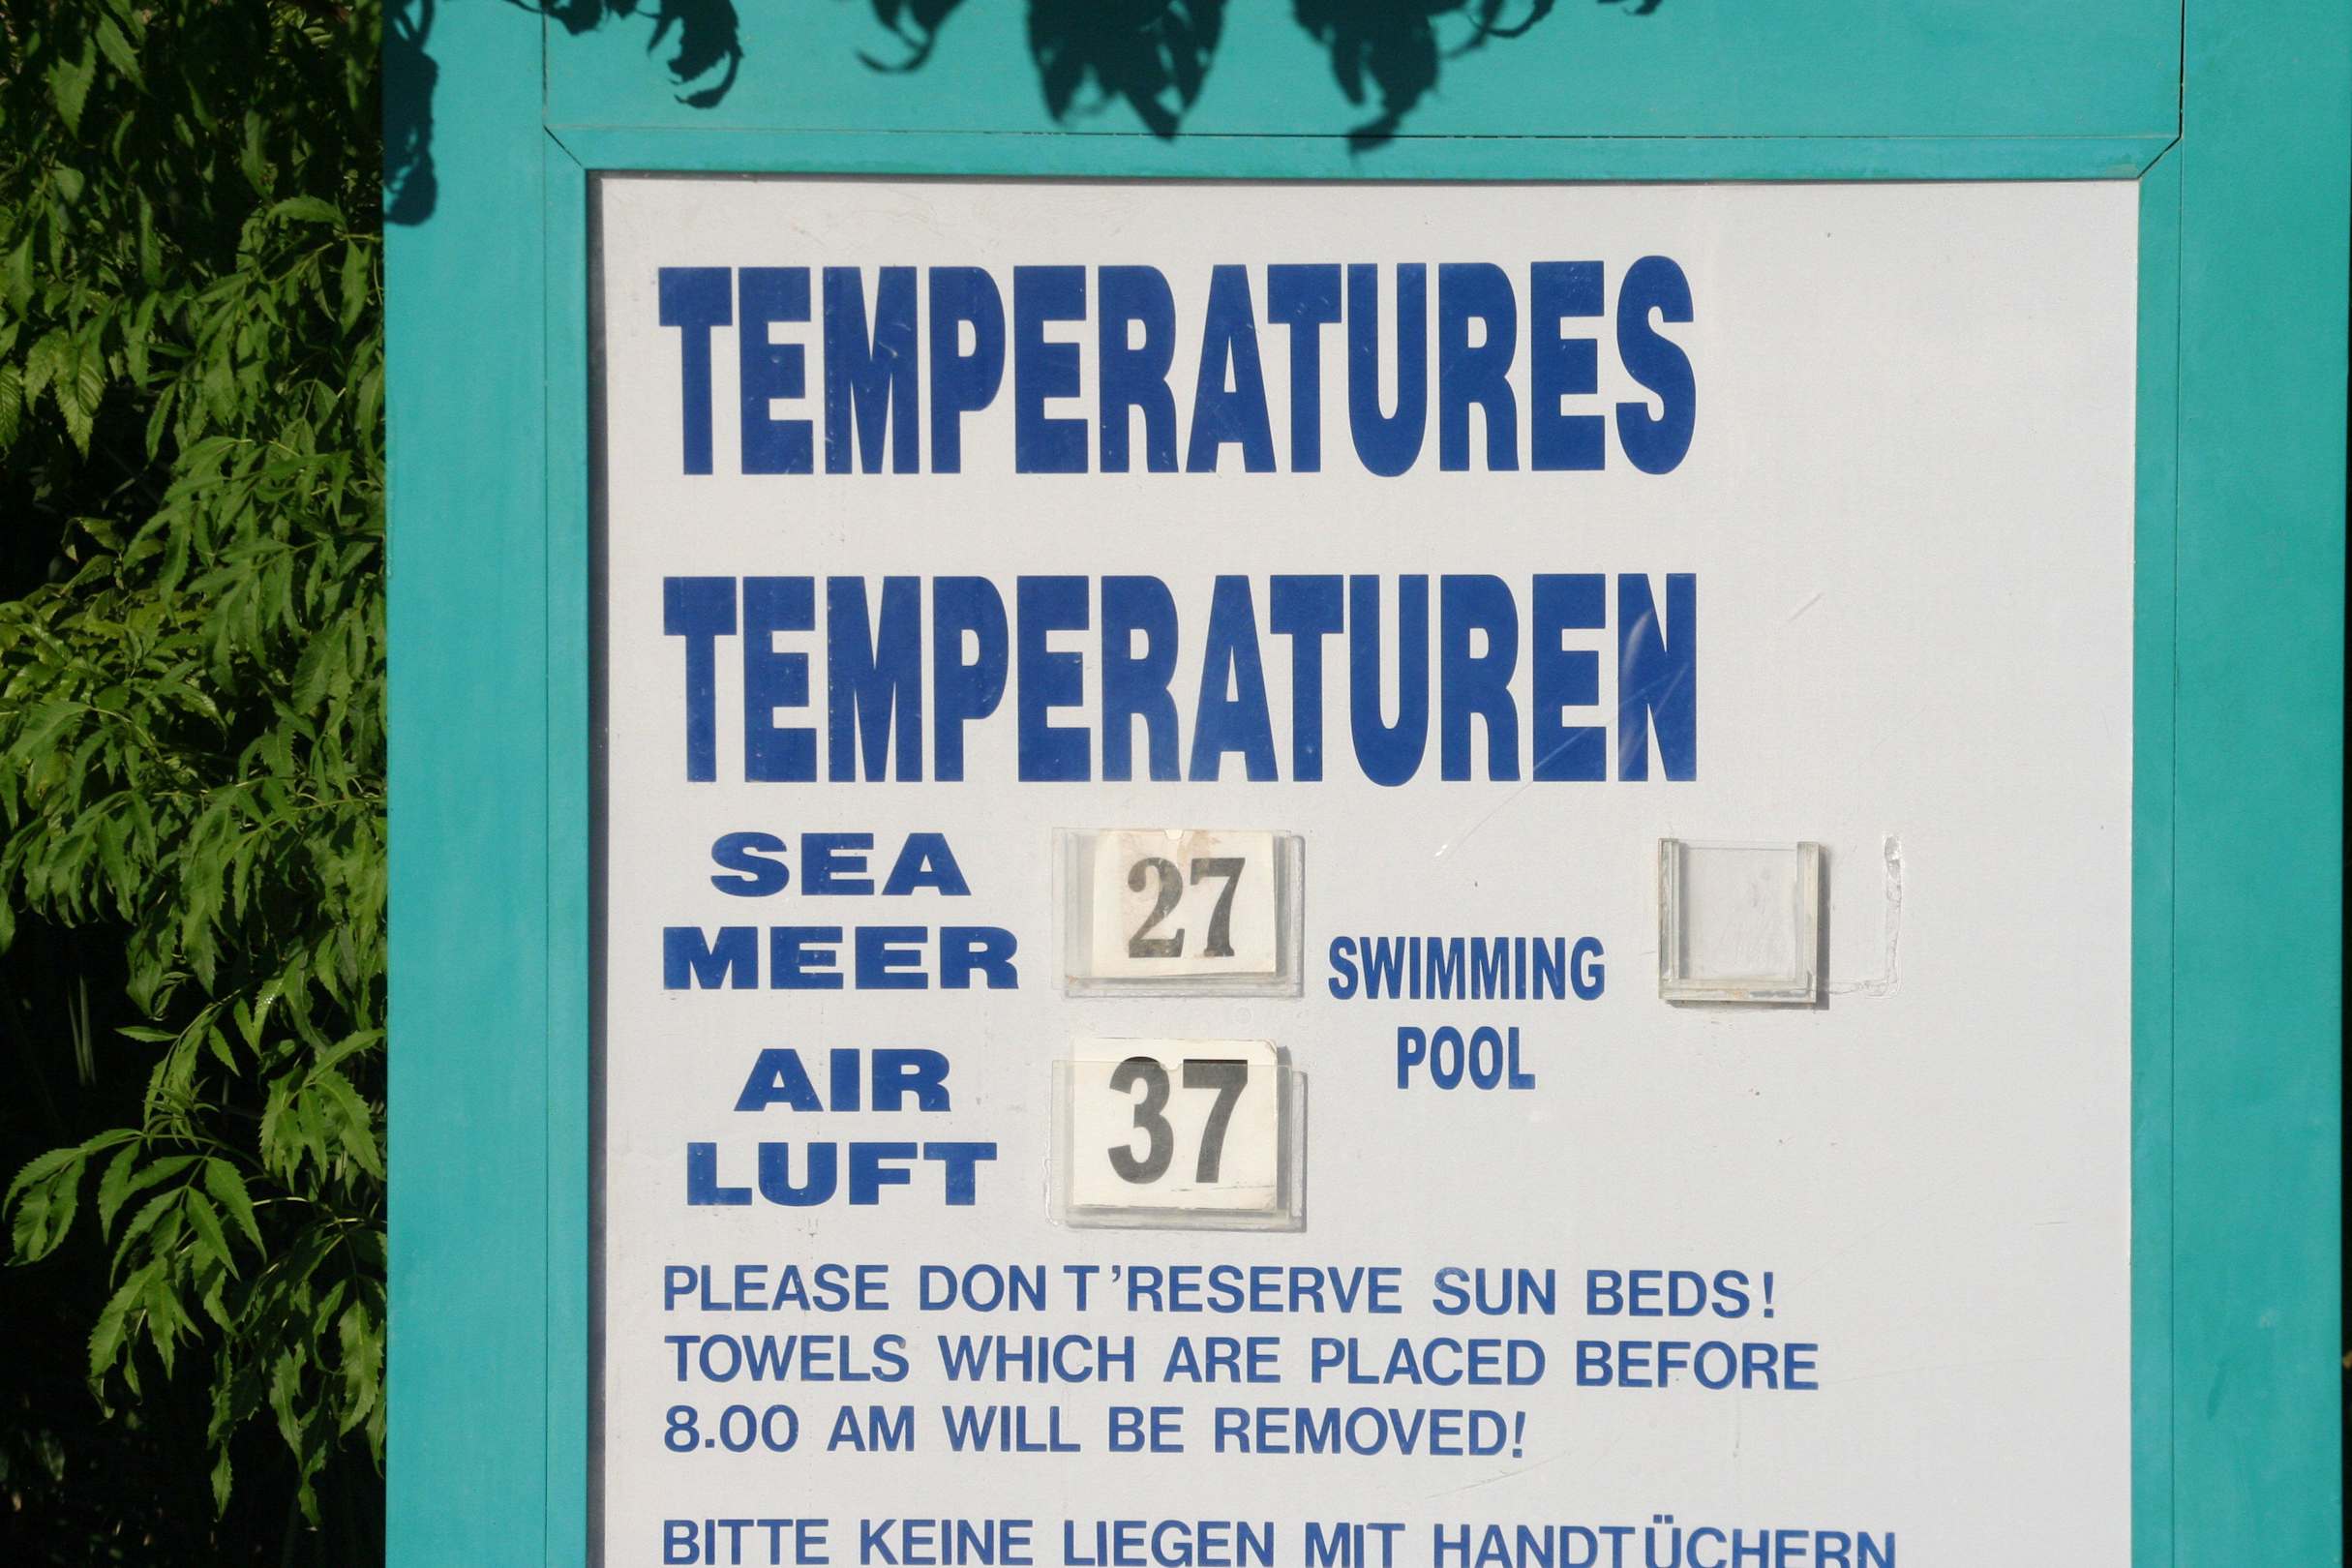 TEMPERATURES
TEMPERATUREN
SEA
MEER
27
SWIMMING
POOL
AIR
LUFT
37
PLEASE DON T'RESERVE SUN BEDS!
TOWELS WHICH ARE PLACED BEFORE
8.00 AM WILL BE REMOVED!
BITTE KEINE LIEGEN MIT HANDTÜCHERN